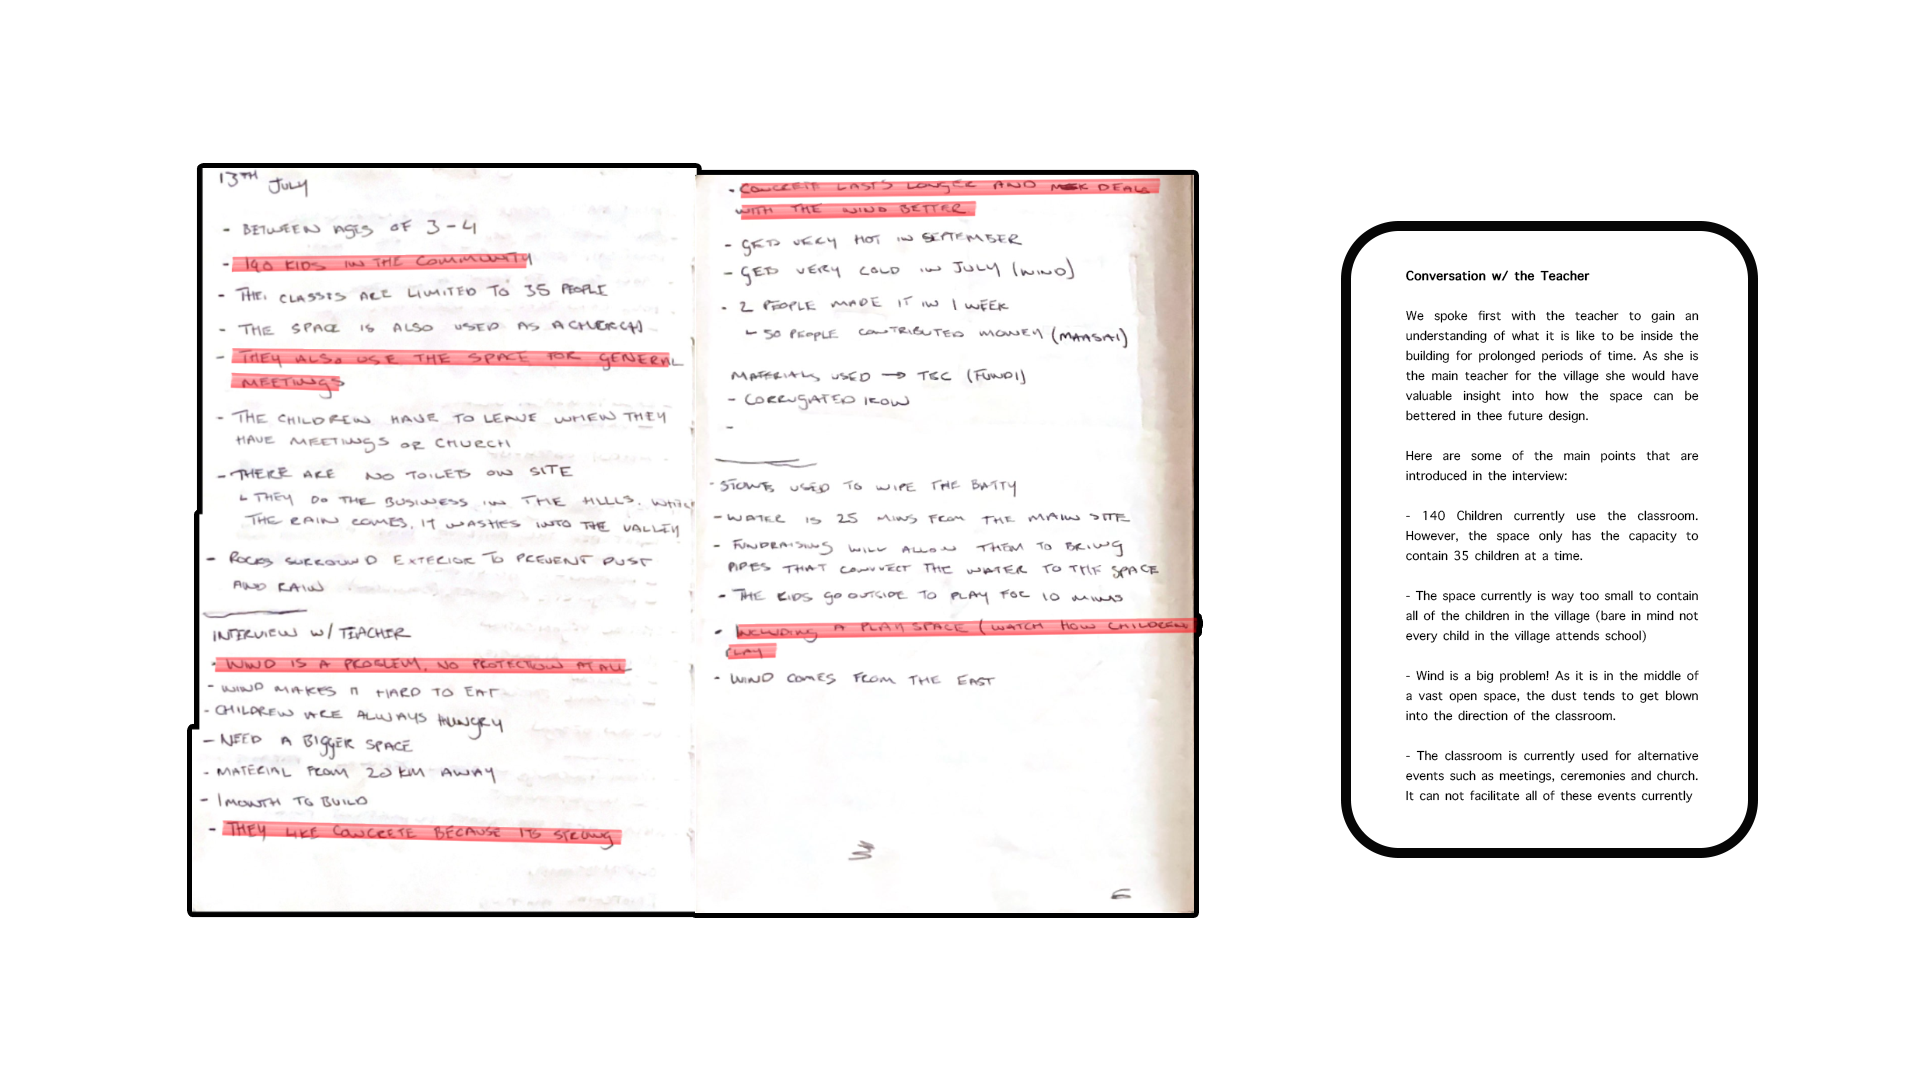 13TH JULY
- BETWEEN AGES OF 3-4
- 140 KIDS IN THE COMMUNITY
- THE CLASSES ARE LIMITED TO 35 PEOPLE
- THE SPACE IS ALSO USED AS A CHURCH
- THEY ALSO USE THE SPACE FOR GENERAL
MEETINGS
- THE CHILDREN HAVE TO LEAVE WHEN THEY
HAVE MEETINGS OR CHURCH
- THERE ARE NO TOILETS ON SITE
↳ THEY DO THE BUSINESS IN THE HILLS. WHEN
THE RAIN COMES, IT WASHES INTO THE VALLEY
- ROCKS SURROUND EXTERIOR TO PREVENT DUST
AND RAIN
INTERVIEW W/ TEACHER
- WIND IS A PROBLEM, NO PROTECTION AT ALL
- WIND MAKES IT HARD TO EAT
- CHILDREN ARE ALWAYS HUNGRY
- NEED A BIGGER SPACE
- MATERIAL FROM 20 KM AWAY
- 1 MONTH TO BUILD
- THEY LIKE CONCRETE BECAUSE ITS STRONG
- CONCRETE LASTS LONGER AND DEALS
WITH THE WIND BETTER
- GETS VERY HOT IN SEPTEMBER
- GETS VERY COLD IN JULY (WIND)
- 2 PEOPLE MADE IT IN 1 WEEK
↳ 50 PEOPLE CONTRIBUTED MONEY (MAASAI)
MATERIALS USED → TBC (FUNDI)
- CORRUGATED IRON
-
- STONES USED TO WIPE THE BATTY
- WATER IS 25 MINS FROM THE MAIN SITE
- FUNDRAISING WILL ALLOW THEM TO BRING
PIPES THAT CONNECT THE WATER TO THE SPACE
- THE KIDS GO OUTSIDE TO PLAY FOR 10 MINS
- INCLUDING A PLAY SPACE (WATCH HOW CHILDREN
PLAY
- WIND COMES FROM THE EAST
6
Conversation w/ the Teacher
We spoke first with the teacher to gain an
understanding of what it is like to be inside the
building for prolonged periods of time. As she is
the main teacher for the village she would have
valuable insight into how the space can be
bettered in thee future design.
Here are some of the main points that are
introduced in the interview:
- 140 Children currently use the classroom.
However, the space only has the capacity to
contain 35 children at a time.
- The space currently is way too small to contain
all of the children in the village (bare in mind not
every child in the village attends school)
- Wind is a big problem! As it is in the middle of
a vast open space, the dust tends to get blown
into the direction of the classroom.
- The classroom is currently used for alternative
events such as meetings, ceremonies and church.
It can not facilitate all of these events currently